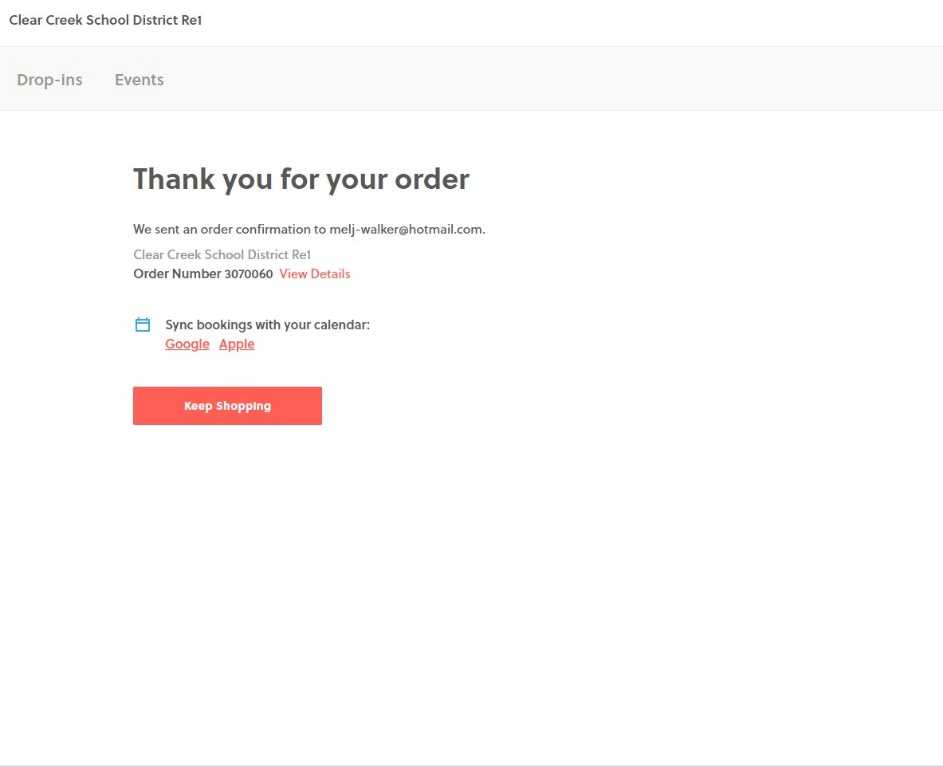 Clear Creek School District Re1
Drop-ins Events
Thank you for your order
We sent an order confirmation to melj-walker@hotmail.com.
Clear Creek School District Re1
Order Number 3070060 View Details
Sync bookings with your calendar:
Google Apple
Keep Shopping